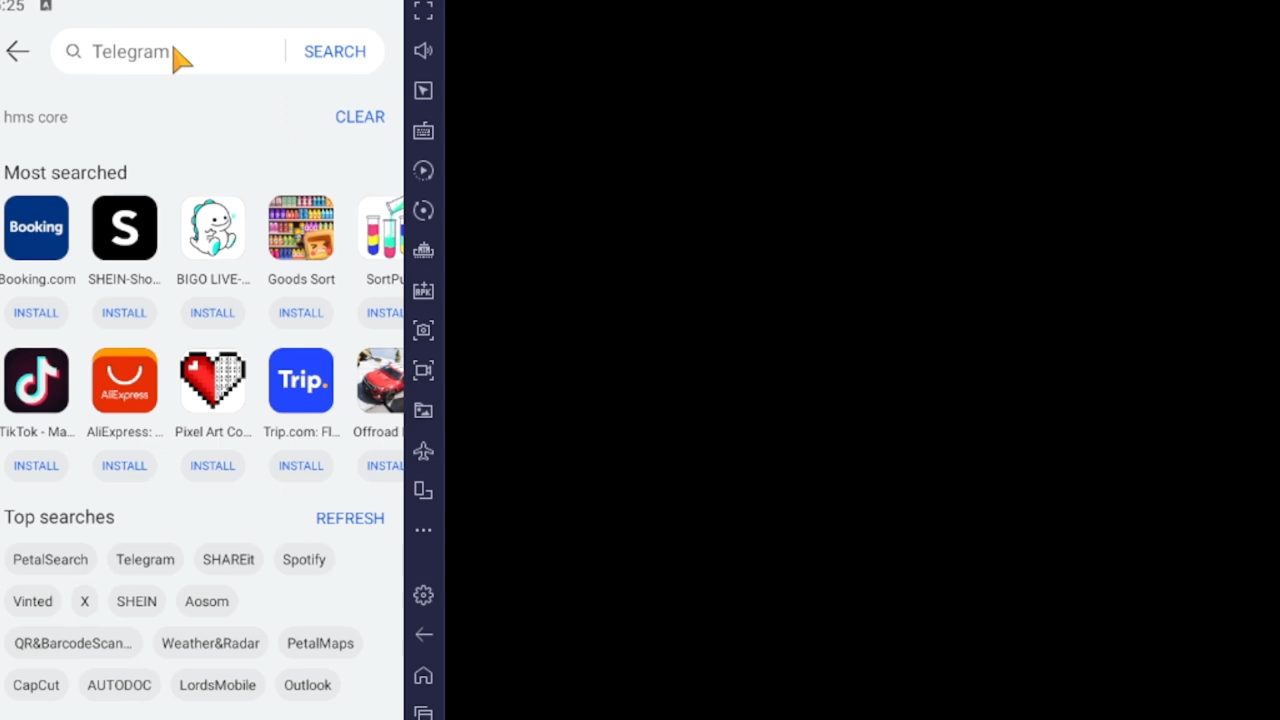 :25 A
Telegram SEARCH
hms core CLEAR
Most searched
Booking S
Booking.com SHEIN-Sho... BIGO LIVE-... Goods Sort SortPu
INSTALL INSTALL INSTALL INSTALL INSTAL
AliExpress Trip.
TikTok - Ma... AliExpress: ... Pixel Art Co... Trip.com: Fl... Offroad
INSTALL INSTALL INSTALL INSTALL INSTAL
Top searches REFRESH
PetalSearch Telegram SHAREit Spotify
Vinted X SHEIN Aosom
QR&BarcodeScan... Weather&Radar PetalMaps
CapCut AUTODOC LordsMobile Outlook